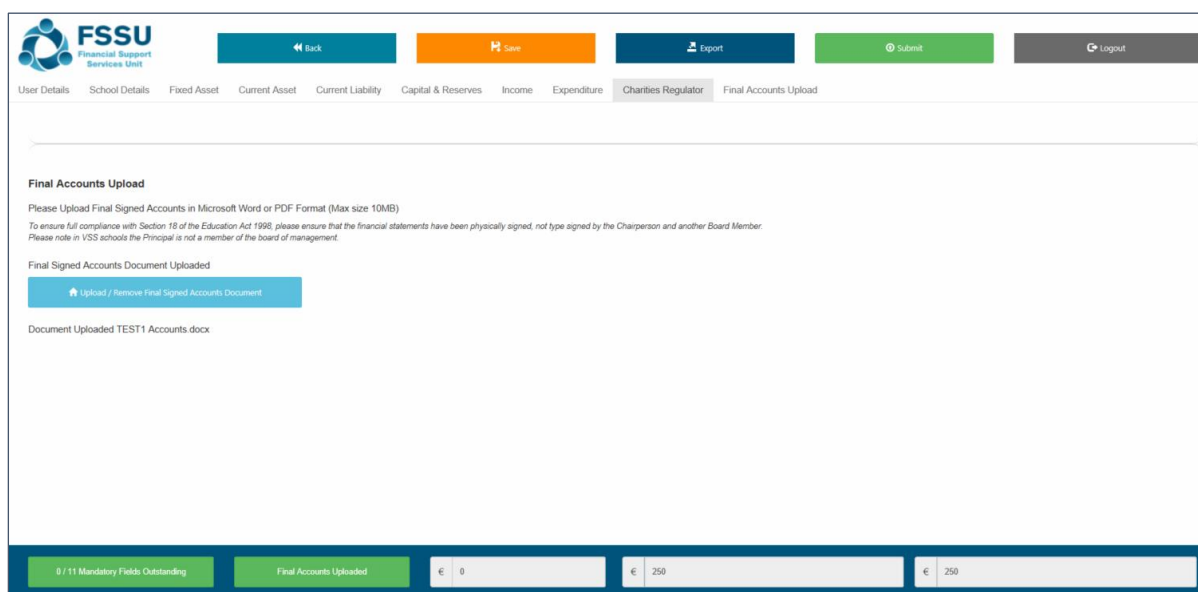 FSSU
Financial Support
Services Unit
Back
Save
Export
Submit
Logout
User Details
School Details
Fixed Asset
Current Asset
Current Liability
Capital & Reserves
Income
Expenditure
Charities Regulator
Final Accounts Upload
Final Accounts Upload
Please Upload Final Signed Accounts in Microsoft Word or PDF Format (Max size 10MB)
To ensure full compliance with Section 18 of the Education Act 1998, please ensure that the financial statements have been physically signed, not type signed by the Chairperson and another Board Member.
Please note in VSS schools the Principal is not a member of the board of management.
Final Signed Accounts Document Uploaded
Upload / Remove Final Signed Accounts Document
Document Uploaded TEST1 Accounts.docx
0 / 11 Mandatory Fields Outstanding
Final Accounts Uploaded
€ 0
€ 250
€ 250